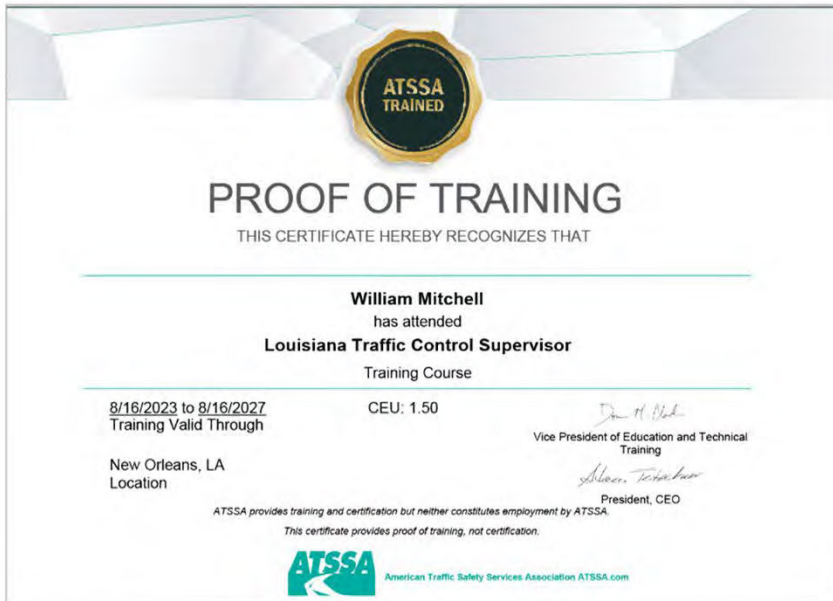 ATSSA
TRAINED
PROOF OF TRAINING
THIS CERTIFICATE HEREBY RECOGNIZES THAT
William Mitchell
has attended
Louisiana Traffic Control Supervisor
Training Course
8/16/2023 to 8/16/2027
Training Valid Through
CEU: 1.50
Vice President of Education and Technical
Training
New Orleans, LA
Location
President, CEO
ATSSA provides training and certification but neither constitutes employment by ATSSA.
This certificate provides proof of training, not certification.
ATSSA
American Traffic Safety Services Association ATSSA.com